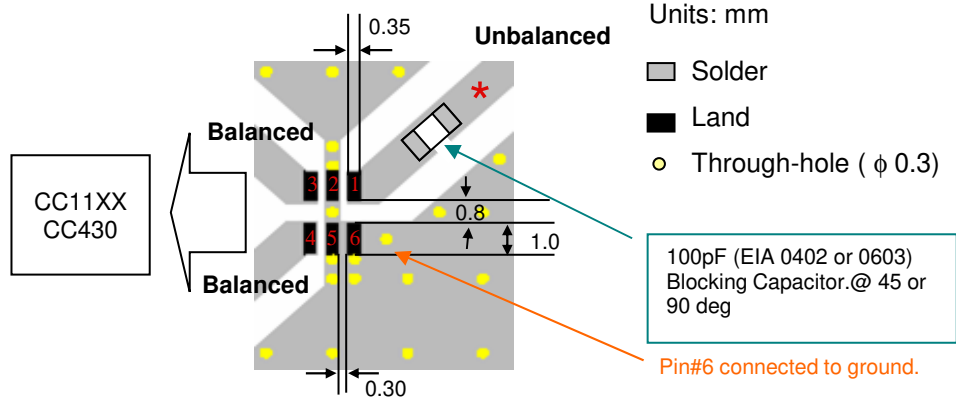 0.35
Unbalanced
Units: mm
Solder
Land
Through-hole ( ϕ 0.3)
*
Balanced
3 2 1
CC11XX
CC430
0.8
4 5 6
1.0
Balanced
100pF (EIA 0402 or 0603)
Blocking Capacitor.@ 45 or
90 deg
Pin#6 connected to ground.
0.30